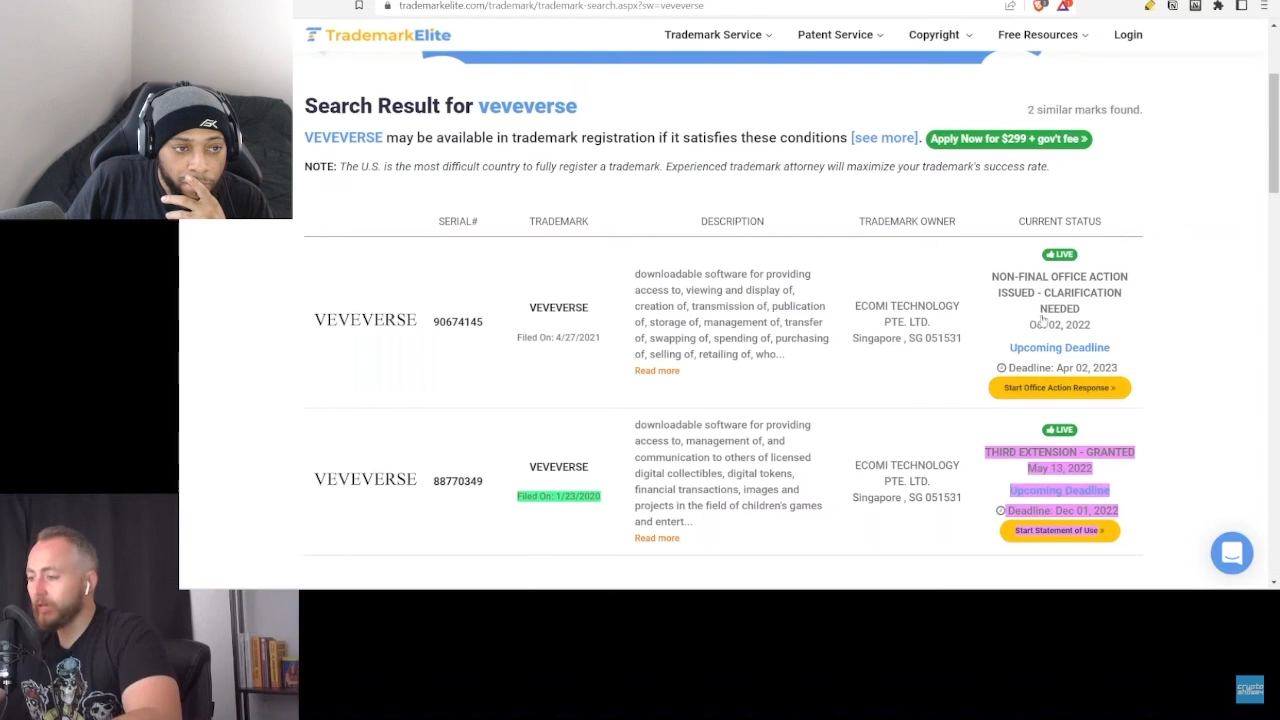 trademarkelite.com/trademark/trademark-search.aspx?sw=veveverse
TrademarkElite
Trademark Service
Patent Service
Copyright
Free Resources
Login
Search Result for veveverse
2 similar marks found.
VEVEVERSE may be available in trademark registration if it satisfies these conditions [see more]. Apply Now for $299 + gov't fee »
NOTE: The U.S. is the most difficult country to fully register a trademark. Experienced trademark attorney will maximize your trademark's success rate.
SERIAL#
TRADEMARK
DESCRIPTION
TRADEMARK OWNER
CURRENT STATUS
VEVEVERSE
90674145
VEVEVERSE
Filed On: 4/27/2021
downloadable software for providing
access to, viewing and display of,
creation of, transmission of, publication
of, storage of, management of, transfer
of, swapping of, spending of, purchasing
of, selling of, retailing of, who...
Read more
ECOMI TECHNOLOGY
PTE. LTD.
Singapore , SG 051531
LIVE
NON-FINAL OFFICE ACTION
ISSUED - CLARIFICATION
NEEDED
02, 2022
Upcoming Deadline
Deadline: Apr 02, 2023
Start Office Action Response »
VEVEVERSE
88770349
VEVEVERSE
Filed On: 1/23/2020
downloadable software for providing
access to, management of, and
communication to others of licensed
digital collectibles, digital tokens,
financial transactions, images and
projects in the field of children's games
and entert...
Read more
ECOMI TECHNOLOGY
PTE. LTD.
Singapore , SG 051531
LIVE
THIRD EXTENSION - GRANTED
May 13, 2022
Upcoming Deadline
Deadline: Dec 01, 2022
Start Statement of Use »
crypto